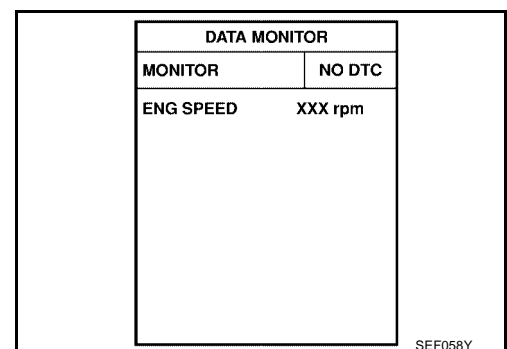 DATA MONITOR
MONITOR NO DTC
ENG SPEED XXX rpm
SEF058Y